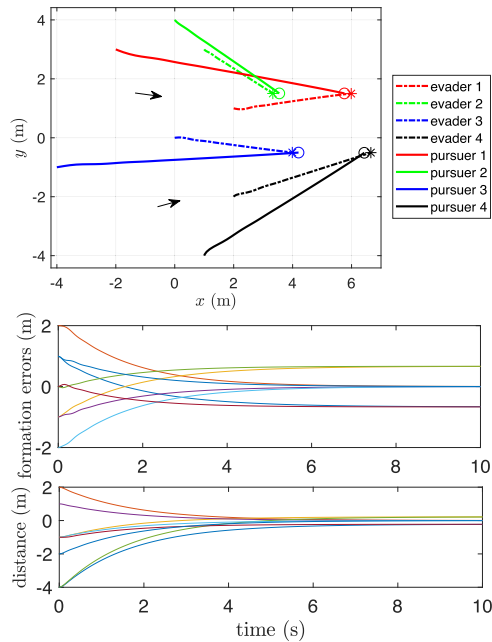 4
2
0
-2
-4
y (m)
-4 -2 0 2 4 6
x (m)
evader 1
evader 2
evader 3
evader 4
pursuer 1
pursuer 2
pursuer 3
pursuer 4
2
0
-2
formation errors (m)
0 2 4 6 8 10
2
0
-2
-4
distance (m)
0 2 4 6 8 10
time (s)